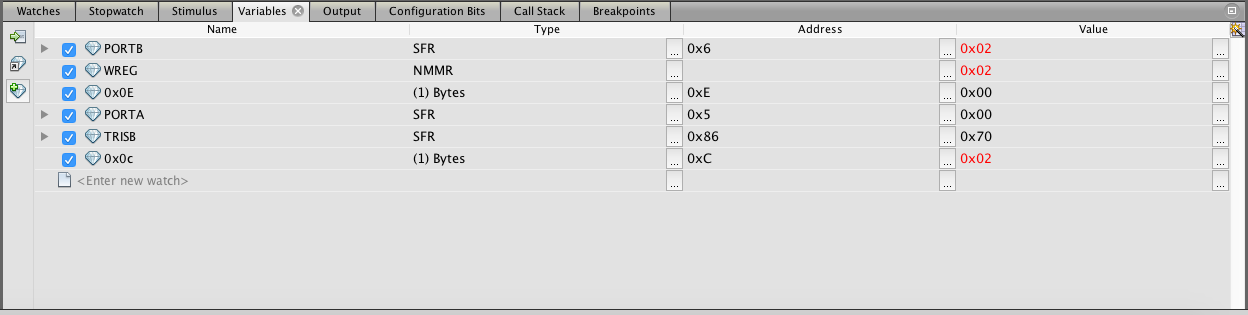 Watches Stopwatch Stimulus Variables Output Configuration Bits Call Stack Breakpoints
Name Type Address Value
PORTB SFR ... 0x6 ... 0x02 ...
WREG NMMR ... ... 0x02 ...
0x0E (1) Bytes ... 0xE ... 0x00 ...
PORTA SFR ... 0x5 ... 0x00 ...
TRISB SFR ... 0x86 ... 0x70 ...
0x0c (1) Bytes ... 0xC ... 0x02 ...
<Enter new watch> ... ... ...